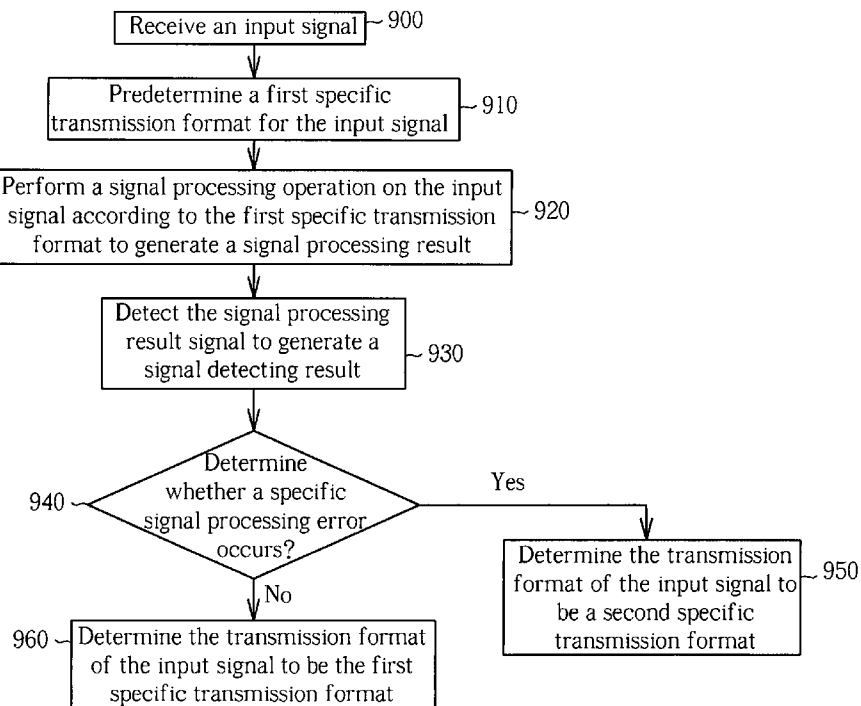 Receive an input signal
900
Predetermine a first specific
transmission format for the input signal
910
Perform a signal processing operation on the input
signal according to the first specific transmission
format to generate a signal processing result
920
Detect the signal processing
result signal to generate a
signal detecting result
930
Determine
whether a specific
signal processing error
occurs?
940
Yes
Determine the transmission
format of the input signal to
be a second specific
transmission format
950
No
960
Determine the transmission format
of the input signal to be the first
specific transmission format